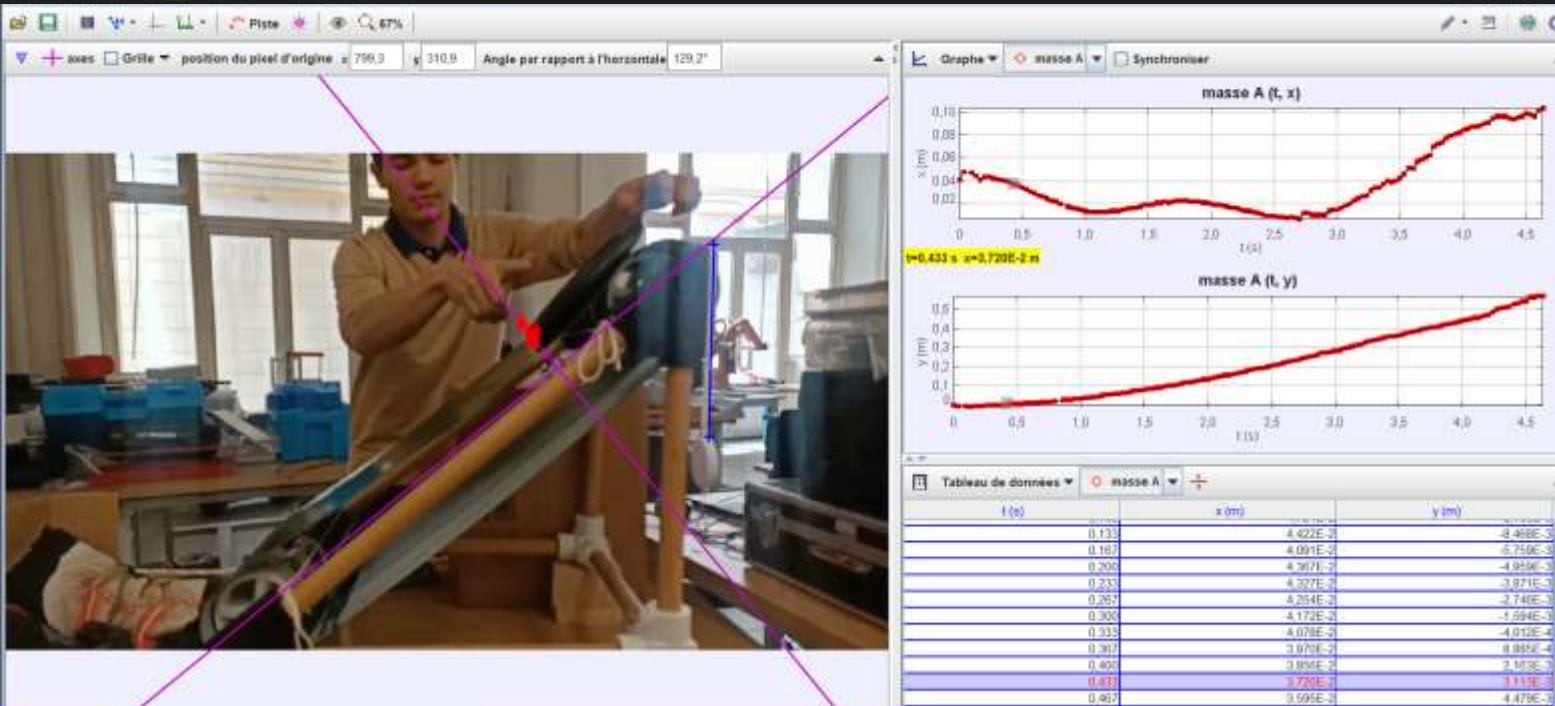 Piste 67%
axes Grille position du pixel d'origine x 799,3 y 310,9 Angle par rapport à l'horizontale 129,2°
Graphe masse A Synchroniser
masse A (t, x)
0,10
0,08
0,06
0,04
0,02
x (m)
0 0,5 1,0 1,5 2,0 2,5 3,0 3,5 4,0 4,5
t (s)
t=0,433 s x=3,720E-2 m
masse A (t, y)
0,5
0,4
0,3
0,2
0,1
0
y (m)
0 0,5 1,0 1,5 2,0 2,5 3,0 3,5 4,0 4,5
t (s)
Tableau de données masse A
t (s) x (m) y (m)
0,133 4,422E-2 -8,468E-3
0,167 4,091E-2 -5,759E-3
0,200 4,367E-2 -4,959E-3
0,233 4,327E-2 -3,871E-3
0,267 4,254E-2 -2,746E-3
0,300 4,172E-2 -1,594E-3
0,333 4,078E-2 -4,012E-4
0,367 3,970E-2 8,885E-4
0,400 3,856E-2 2,163E-3
0,433 3,720E-2 3,113E-3
0,467 3,595E-2 4,479E-3